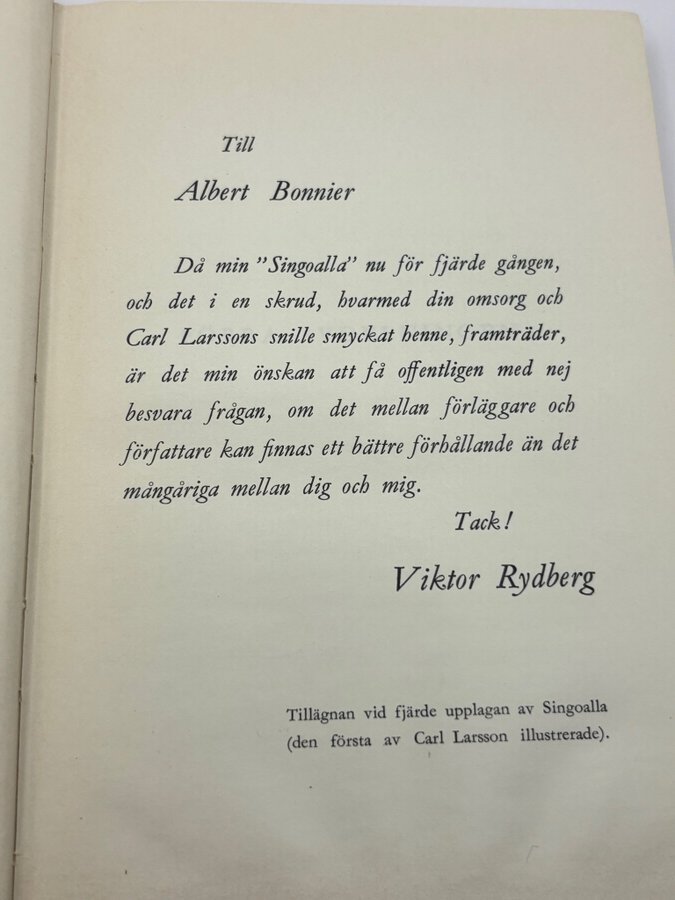 Till
Albert Bonnier
Då min ”Singoalla” nu för fjärde gången,
och det i en skrud, hvarmed din omsorg och
Carl Larssons snille smyckat henne, framträder,
är det min önskan att få offentligen med nej
besvara frågan, om det mellan förläggare och
författare kan finnas ett bättre förhållande än det
mångåriga mellan dig och mig.
Tack!
Viktor Rydberg
Tillägnan vid fjärde upplagan av Singoalla
(den första av Carl Larsson illustrerade).